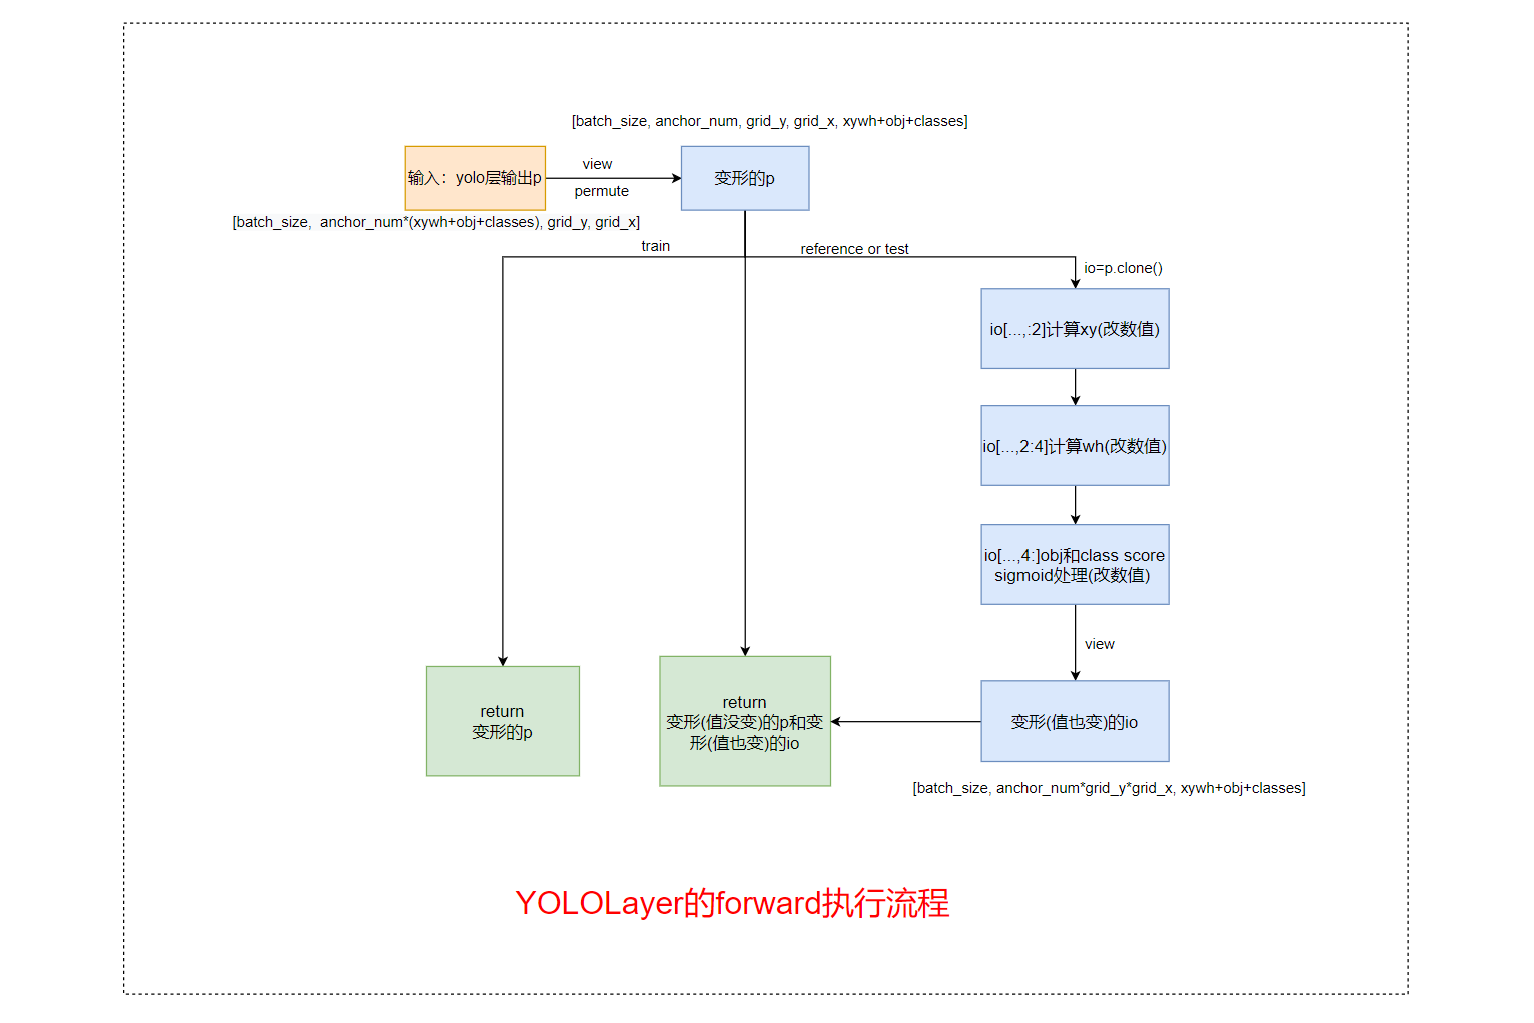 [batch_size, anchor_num, grid_y, grid_x, xywh+obj+classes]
输入：yolo层输出p
view
permute
变形的p
[batch_size,  anchor_num*(xywh+obj+classes), grid_y, grid_x]
train
reference or test
io=p.clone()
io[...,:2]计算xy(改数值)
io[...,2:4]计算wh(改数值)
io[...,4:]obj和class score
sigmoid处理(改数值)
view
return
变形的p
return
变形(值没变)的p和变
形(值也变)的io
变形(值也变)的io
[batch_size, anchor_num*grid_y*grid_x, xywh+obj+classes]
YOLOLayer的forward执行流程